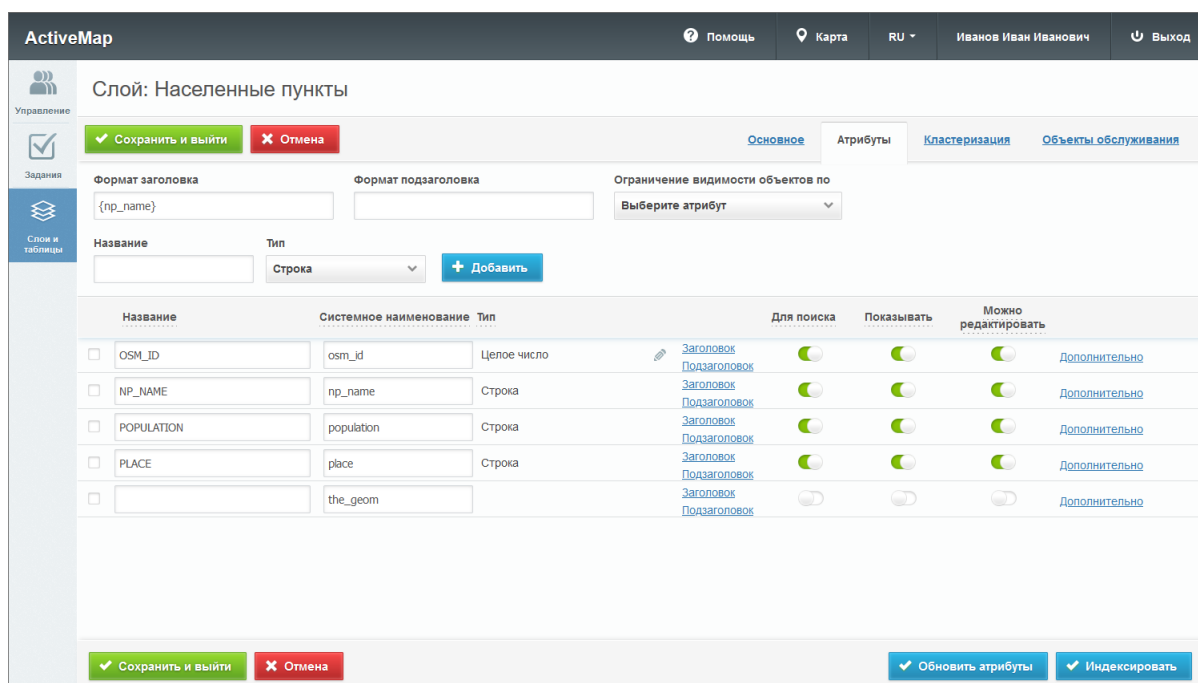 ActiveMap
Помощь
Карта
RU
Иванов Иван Иванович
Выход
Управление
Задания
Слои и
таблицы
Слой: Населенные пункты
Сохранить и выйти
Отмена
Основное
Атрибуты
Кластеризация
Объекты обслуживания
Формат заголовка
Формат подзаголовка
Ограничение видимости объектов по
{np_name}
Выберите атрибут
Название
Тип
Строка
Добавить
Название
Системное наименование
Тип
Для поиска
Показывать
Можно
редактировать
OSM_ID
osm_id
Целое число
Заголовок
Подзаголовок
Дополнительно
NP_NAME
np_name
Строка
Заголовок
Подзаголовок
Дополнительно
POPULATION
population
Строка
Заголовок
Подзаголовок
Дополнительно
PLACE
place
Строка
Заголовок
Подзаголовок
Дополнительно
the_geom
Заголовок
Подзаголовок
Дополнительно
Сохранить и выйти
Отмена
Обновить атрибуты
Индексировать